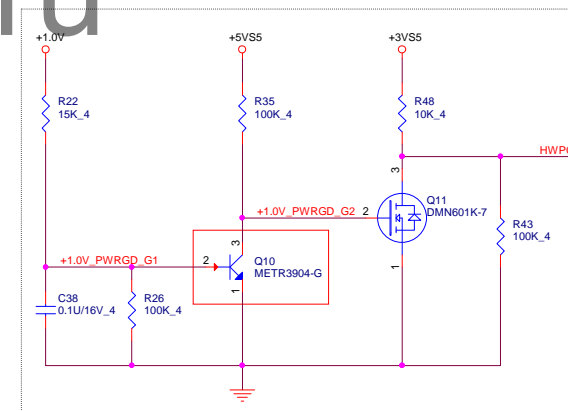 ru
+1.0V
+5VS5
+3VS5
R22
15K_4
R35
100K_4
R48
10K_4
3
HWP
+1.0V_PWRGD_G2
2
Q11
DMN601K-7
R43
100K_4
3
+1.0V_PWRGD_G1
2
Q10
METR3904-G
1
1
C38
0.1U/16V_4
R26
100K_4